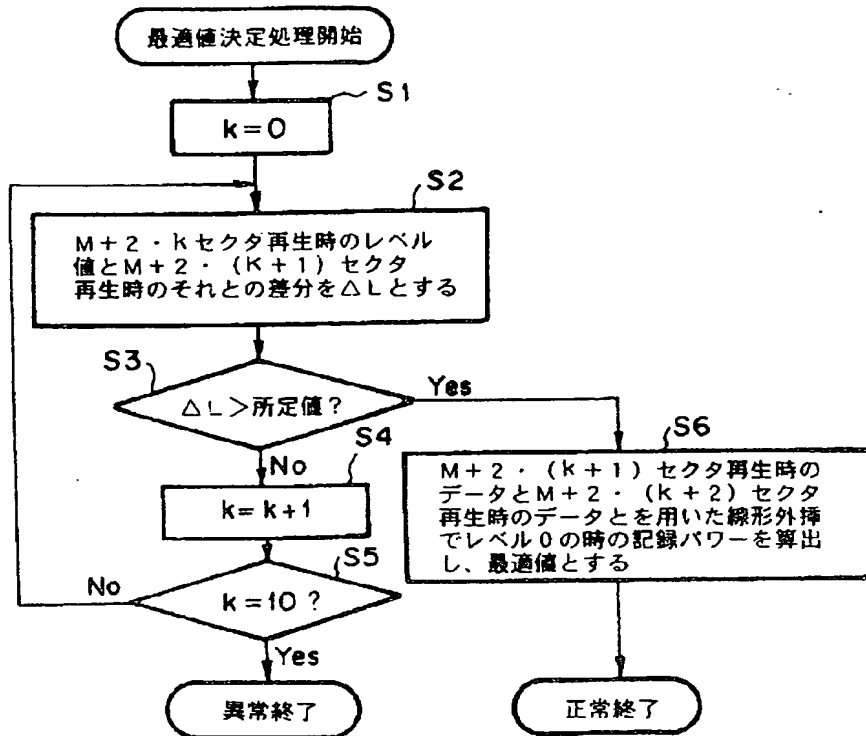 最適値決定処理開始
S1
k=0
S2
M+2・kセクタ再生時のレベル
値とM+2・(K+1)セクタ
再生時のそれとの差分を△Lとする
S3
△L>所定値?
Yes
No
S4
k=k+1
S5
k=10?
No
Yes
異常終了
S6
M+2・(k+1)セクタ再生時の
データとM+2・(k+2)セクタ
再生時のデータとを用いた線形外挿
でレベル0の時の記録パワーを算出
し、最適値とする
正常終了